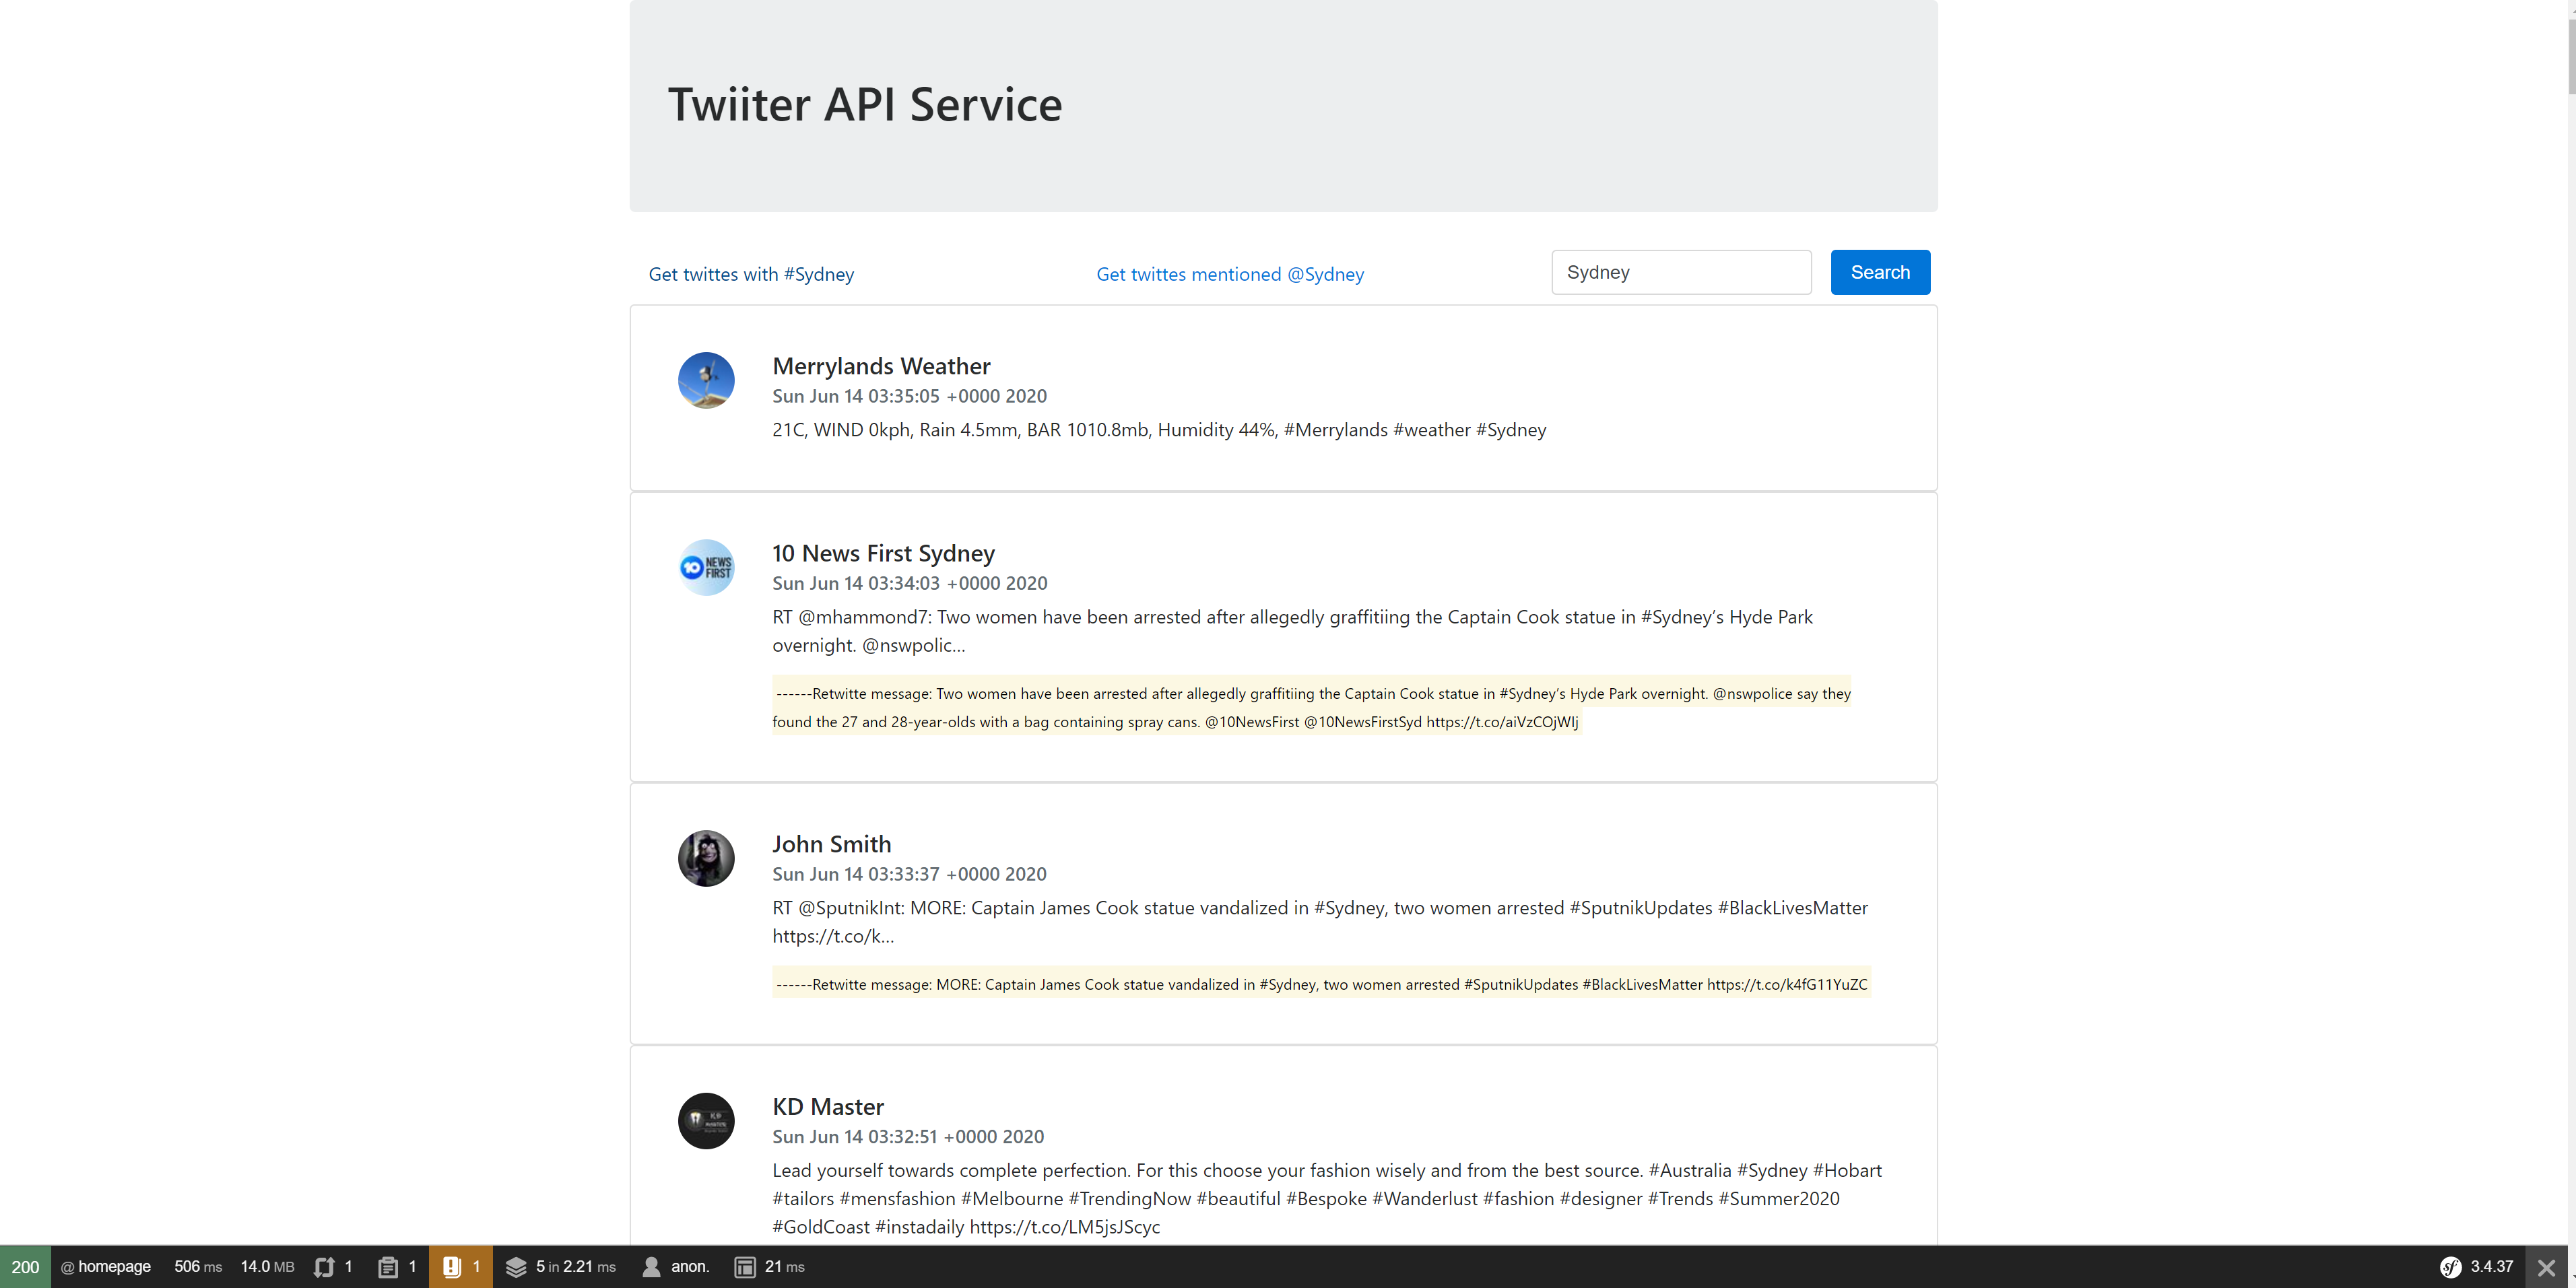 Twiiter API Service
Get twittes with #Sydney
Get twittes mentioned @Sydney
Sydney
Search
Merrylands Weather
Sun Jun 14 03:35:05 +0000 2020
21C, WIND 0kph, Rain 4.5mm, BAR 1010.8mb, Humidity 44%, #Merrylands #weather #Sydney
10 NEWS FIRST
10 News First Sydney
Sun Jun 14 03:34:03 +0000 2020
RT @mhammond7: Two women have been arrested after allegedly graffitiing the Captain Cook statue in #Sydney’s Hyde Park
overnight. @nswpolic…
------Retwitte message: Two women have been arrested after allegedly graffitiing the Captain Cook statue in #Sydney’s Hyde Park overnight. @nswpolice say they
found the 27 and 28-year-olds with a bag containing spray cans. @10NewsFirst @10NewsFirstSyd https://t.co/aiVzCOjWIj
John Smith
Sun Jun 14 03:33:37 +0000 2020
RT @SputnikInt: MORE: Captain James Cook statue vandalized in #Sydney, two women arrested #SputnikUpdates #BlackLivesMatter
https://t.co/k…
------Retwitte message: MORE: Captain James Cook statue vandalized in #Sydney, two women arrested #SputnikUpdates #BlackLivesMatter https://t.co/k4fG11YuZC
KD Master
Sun Jun 14 03:32:51 +0000 2020
Lead yourself towards complete perfection. For this choose your fashion wisely and from the best source. #Australia #Sydney #Hobart
#tailors #mensfashion #Melbourne #TrendingNow #beautiful #Bespoke #Wanderlust #fashion #designer #Trends #Summer2020
#GoldCoast #instadaily https://t.co/LM5jsJScyc
200 @ homepage 506 ms 14.0 MB 1 1 1 5 in 2.21 ms anon. 21 ms sf 3.4.37